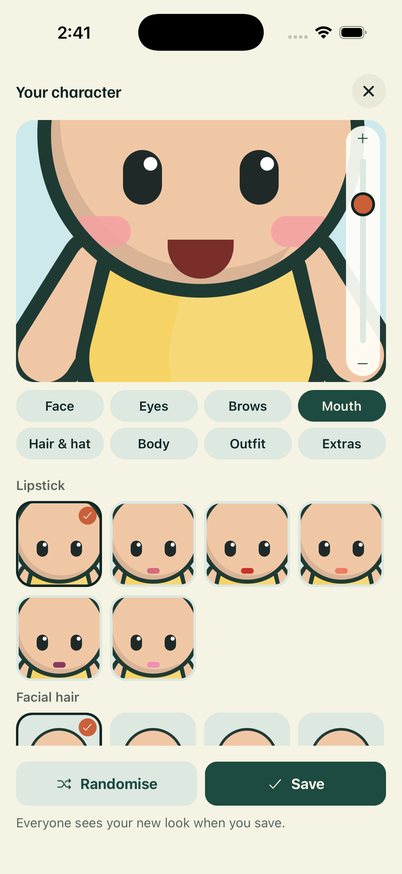 2:41
Your character
Face Eyes Brows Mouth
Hair & hat Body Outfit Extras
Lipstick
Facial hair
Randomise Save
Everyone sees your new look when you save.